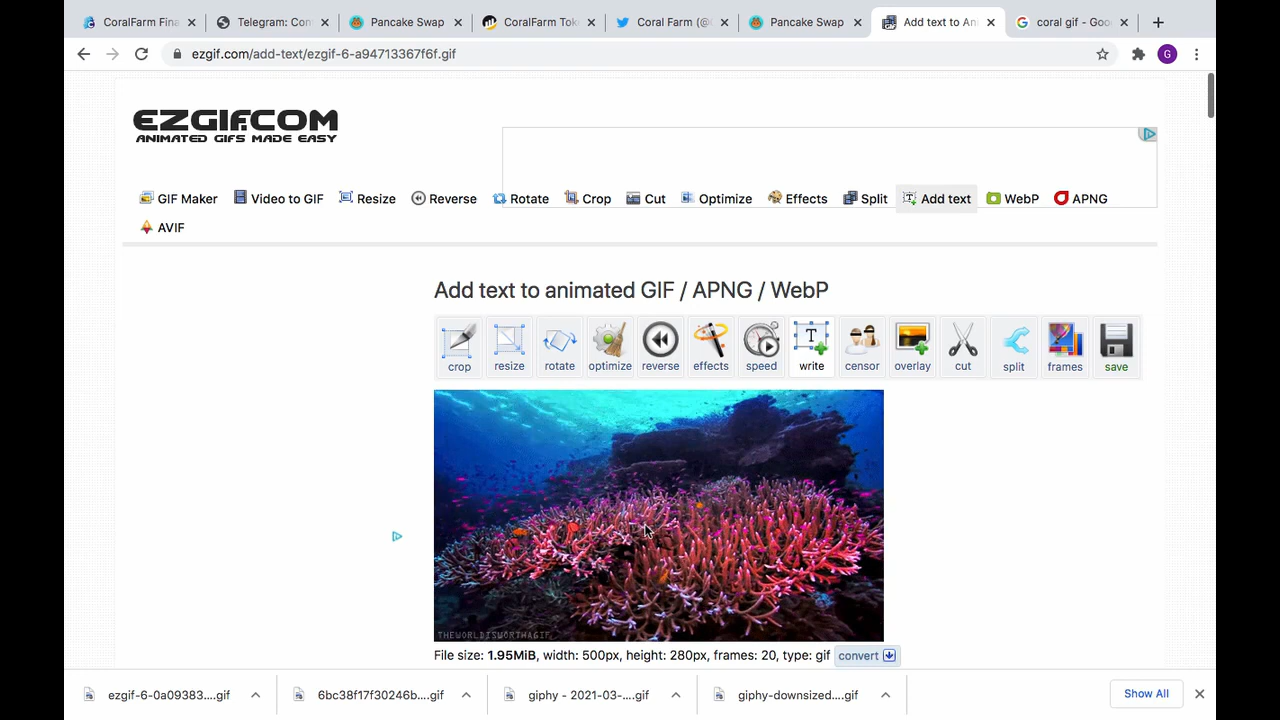 CoralFarm Fina
Telegram: Con
Pancake Swap
CoralFarm Tok
Coral Farm (@
Pancake Swap
Add text to An
coral gif - Goo
ezgif.com/add-text/ezgif-6-a94713367f6f.gif
G
EZGIF.COM
ANIMATED GIFS MADE EASY
GIF Maker
Video to GIF
Resize
Reverse
Rotate
Crop
Cut
Optimize
Effects
Split
Add text
WebP
APNG
AVIF
Add text to animated GIF / APNG / WebP
crop
resize
rotate
optimize
reverse
effects
speed
T
write
censor
overlay
cut
split
frames
save
THEWORLDISWORTHAGIF
File size: 1.95MiB, width: 500px, height: 280px, frames: 20, type: gif
convert
ezgif-6-0a09383....gif
6bc38f17f30246b....gif
giphy - 2021-03-....gif
giphy-downsized....gif
Show All